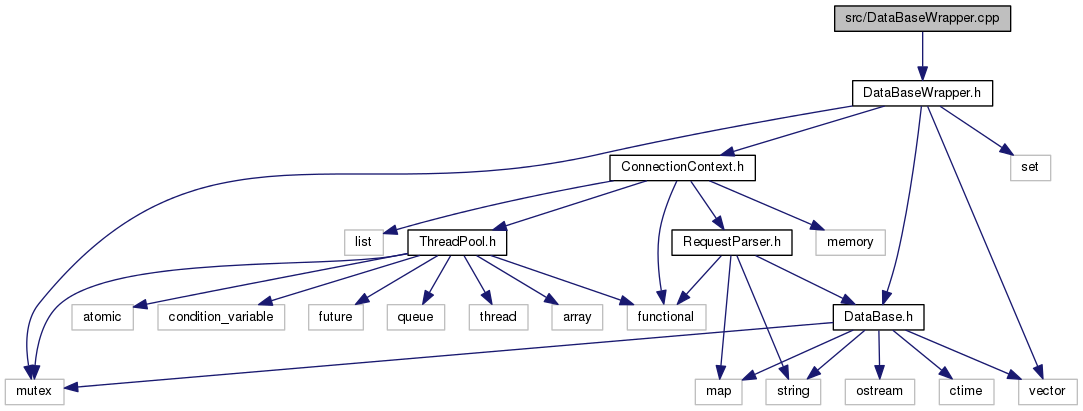 src/DataBaseWrapper.cpp
DataBaseWrapper.h
ConnectionContext.h
set
list
ThreadPool.h
RequestParser.h
memory
atomic
condition_variable
future
queue
thread
array
functional
DataBase.h
mutex
map
string
ostream
ctime
vector